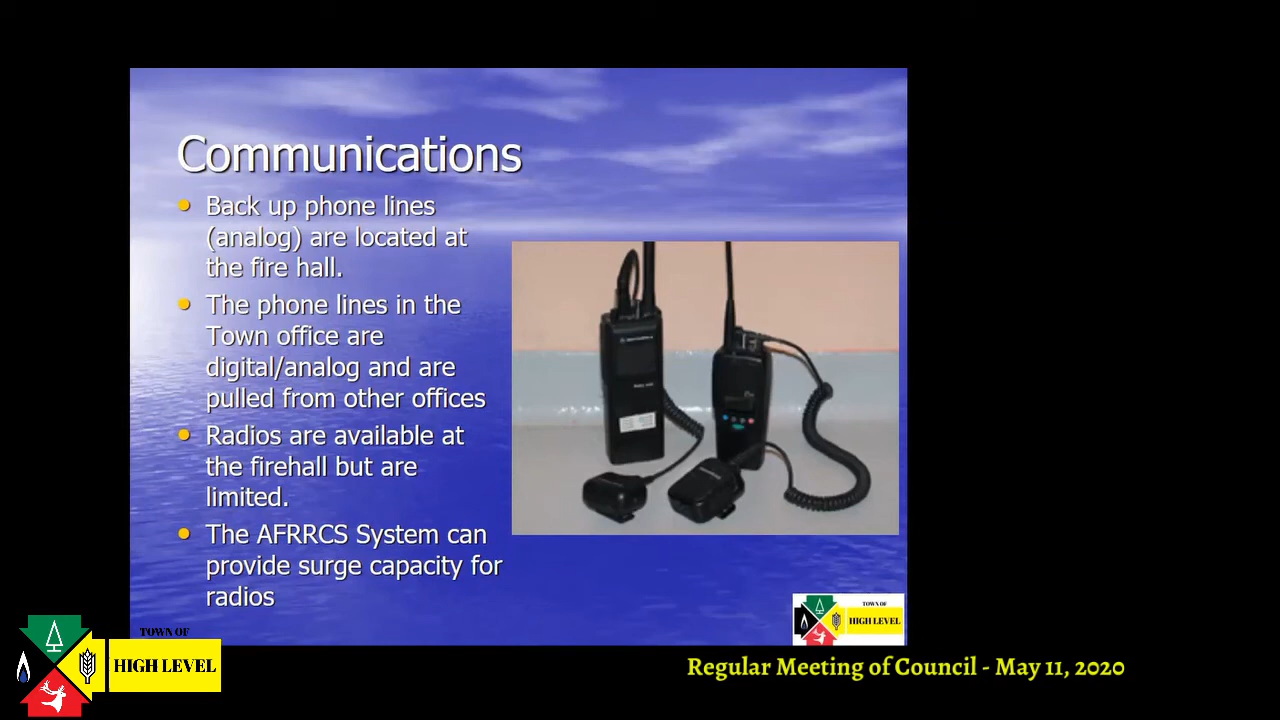 Communications
Back up phone lines
(analog) are located at
the fire hall.
The phone lines in the
Town office are
digital/analog and are
pulled from other offices
Radios are available at
the firehall but are
limited.
The AFRRCS System can
provide surge capacity for
radios
TOWN OF
HIGH LEVEL
TOWN OF
HIGH LEVEL
Regular Meeting of Council - May 11, 2020